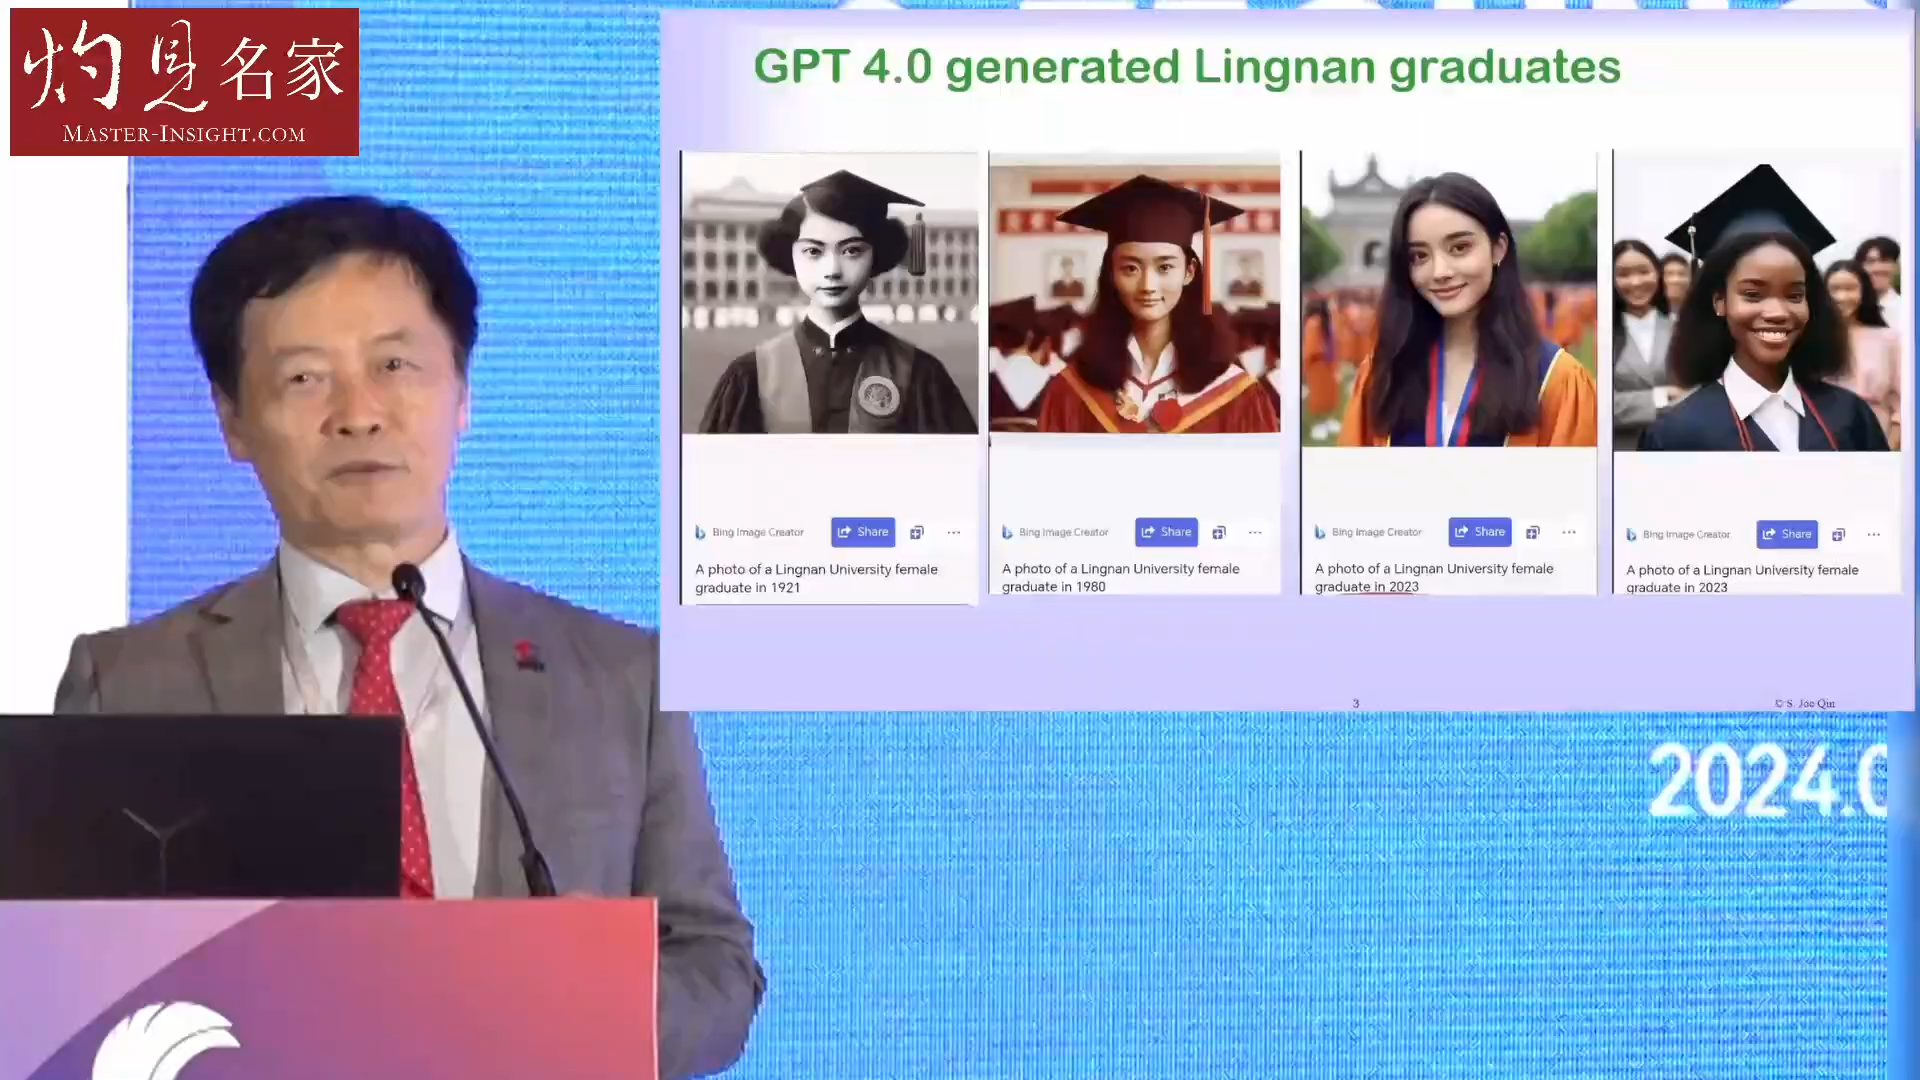 灼見名家
MASTER-INSIGHT.COM
GPT 4.0 generated Lingnan graduates
Bing Image Creator
Share
A photo of a Lingnan University female
graduate in 1921
Bing Image Creator
Share
A photo of a Lingnan University female
graduate in 1980
Bing Image Creator
Share
A photo of a Lingnan University female
graduate in 2023
Bing Image Creator
Share
A photo of a Lingnan University female
graduate in 2023
3
© S. Joe Qin
2024.0